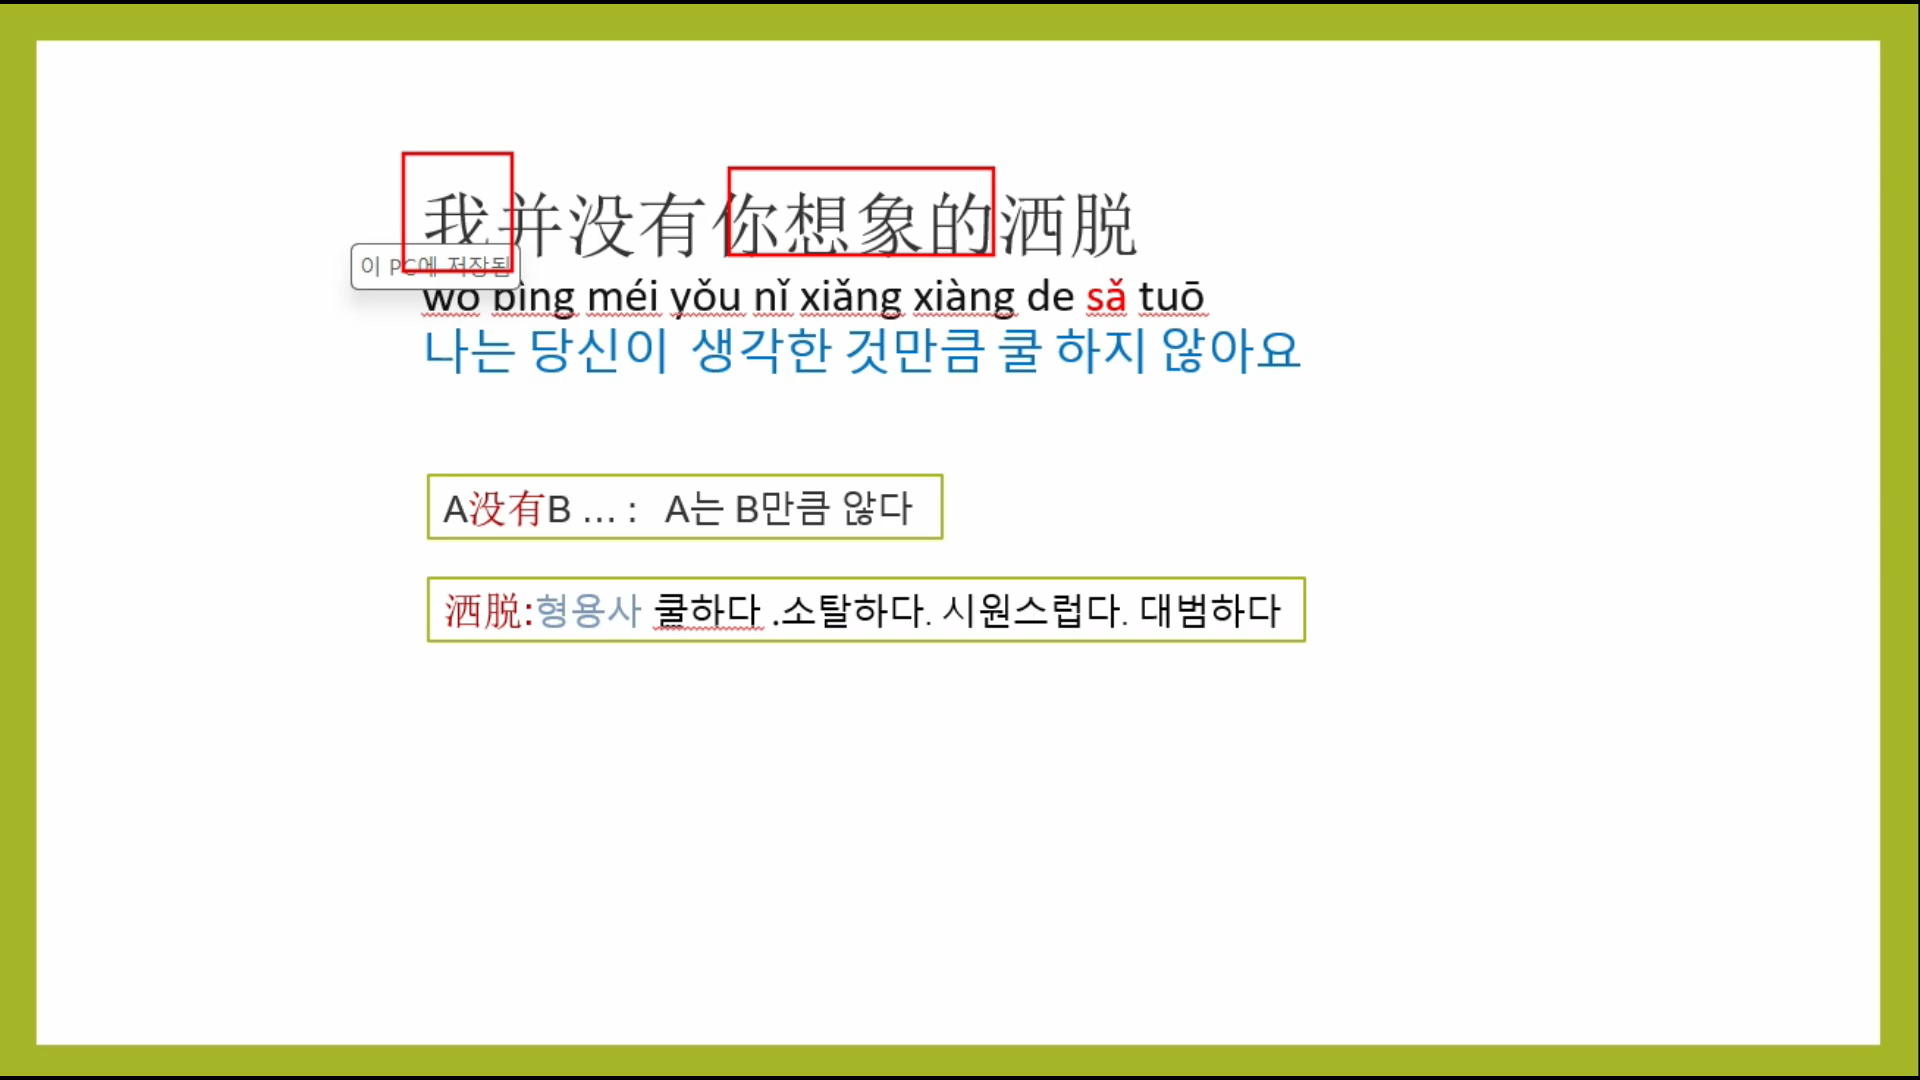 我并没有你想象的洒脱
이 PC에 저장됨
wǒ bìng méi yǒu nǐ xiǎng xiàng de sǎ tuō
나는 당신이 생각한 것만큼 쿨 하지 않아요
A没有B ... : A는 B만큼 않다
洒脱:형용사 쿨하다 .소탈하다. 시원스럽다. 대범하다